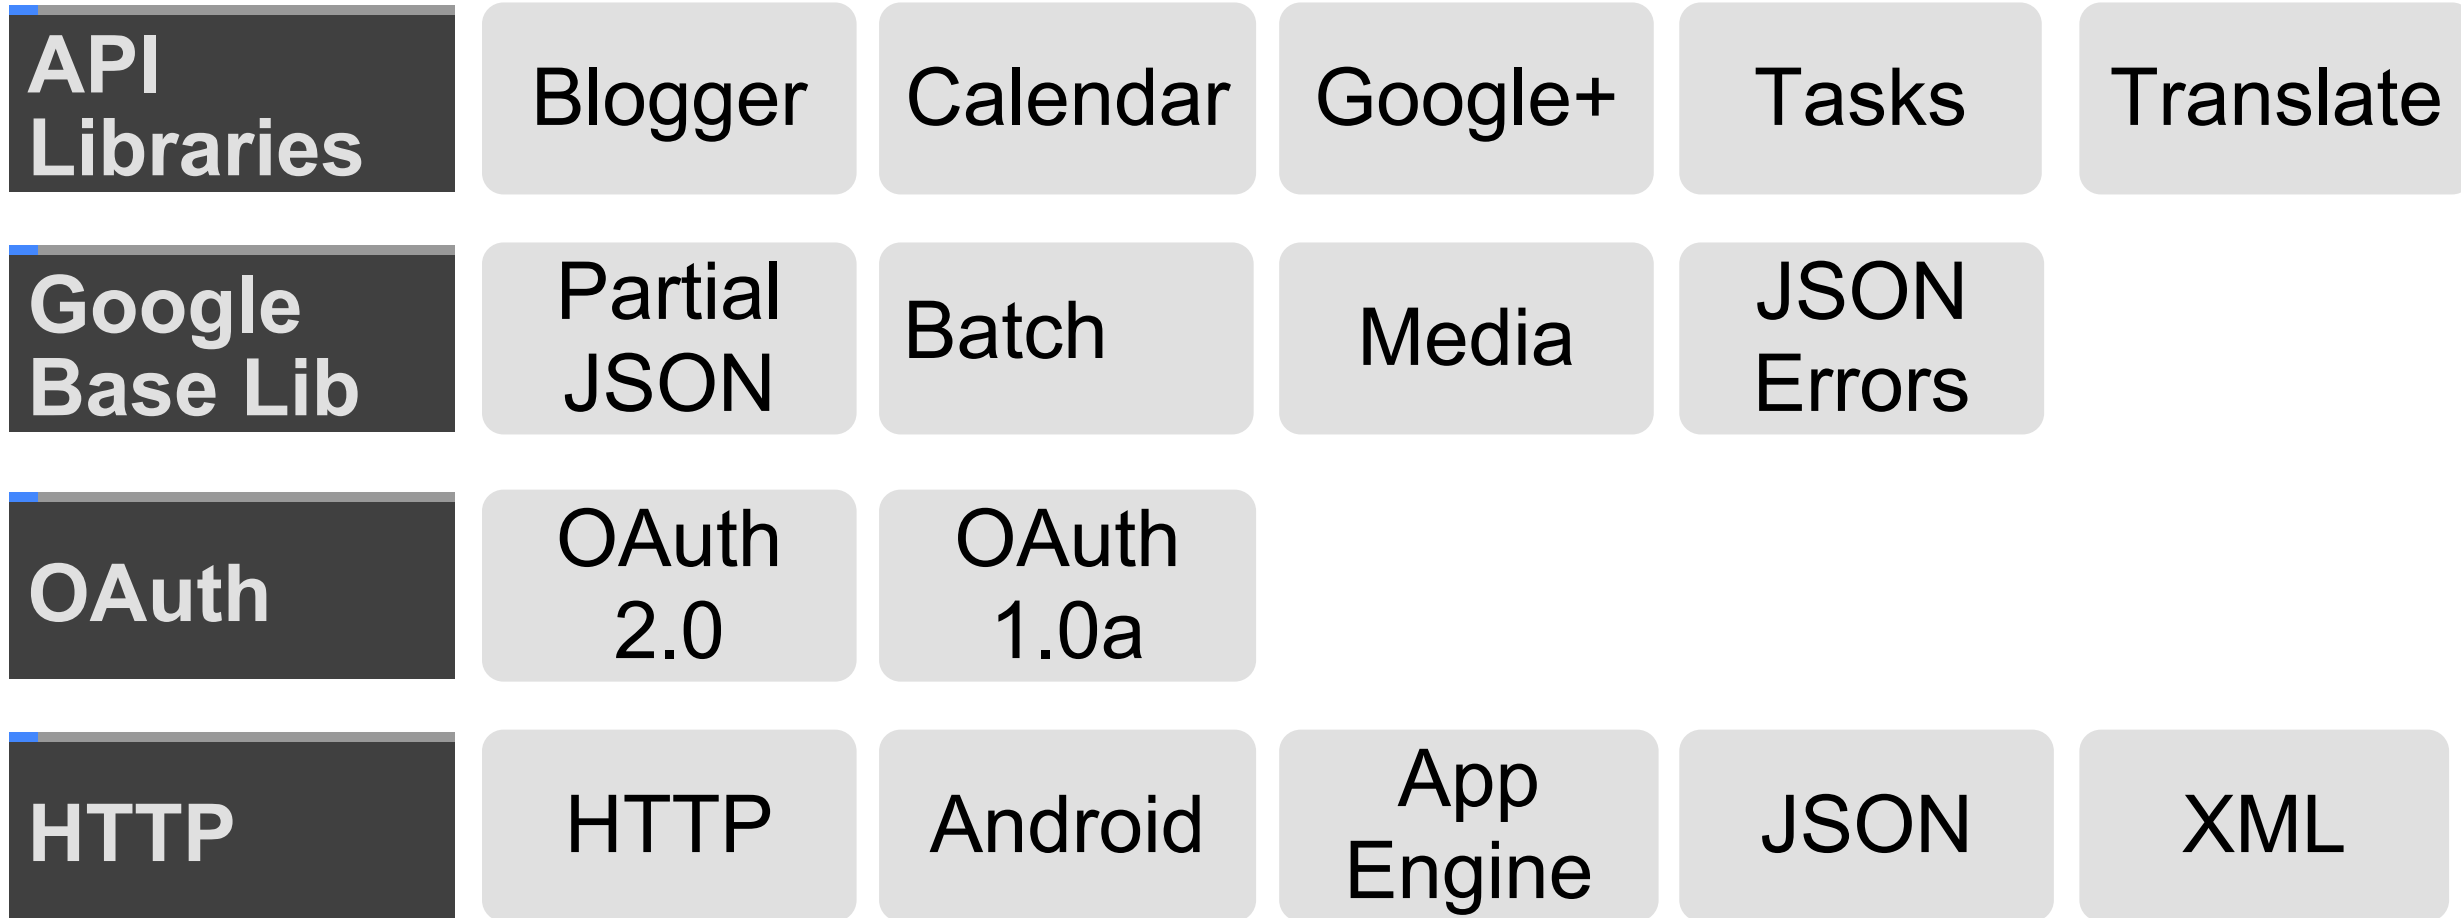 API
Libraries
Blogger
Calendar
Google+
Tasks
Translate
Google
Base Lib
Partial
JSON
Batch
Media
JSON
Errors
OAuth
OAuth
2.0
OAuth
1.0a
HTTP
HTTP
Android
App
Engine
JSON
XML